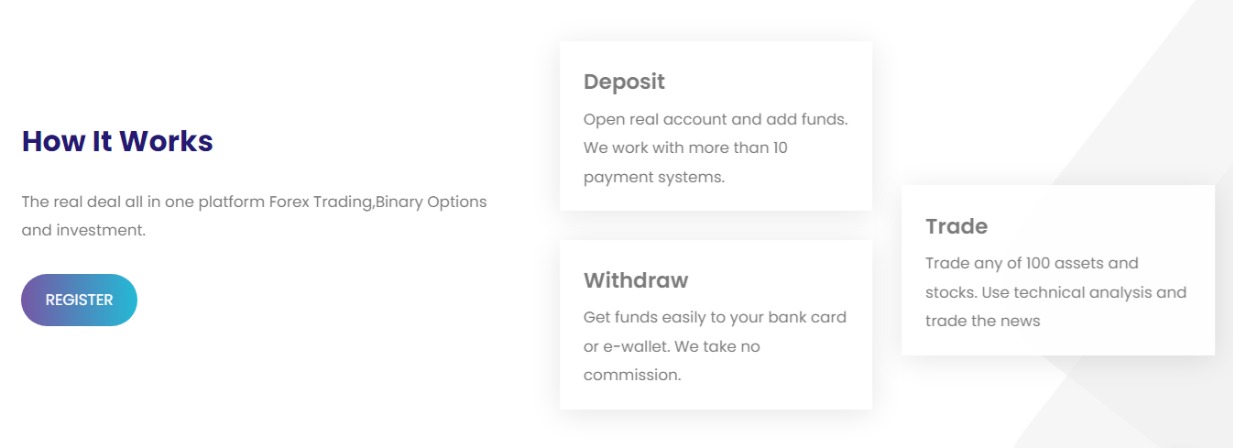 How It Works
The real deal all in one platform Forex Trading,Binary Options
and investment.
REGISTER
Deposit
Open real account and add funds.
We work with more than 10
payment systems.
Withdraw
Get funds easily to your bank card
or e-wallet. We take no
commission.
Trade
Trade any of 100 assets and
stocks. Use technical analysis and
trade the news